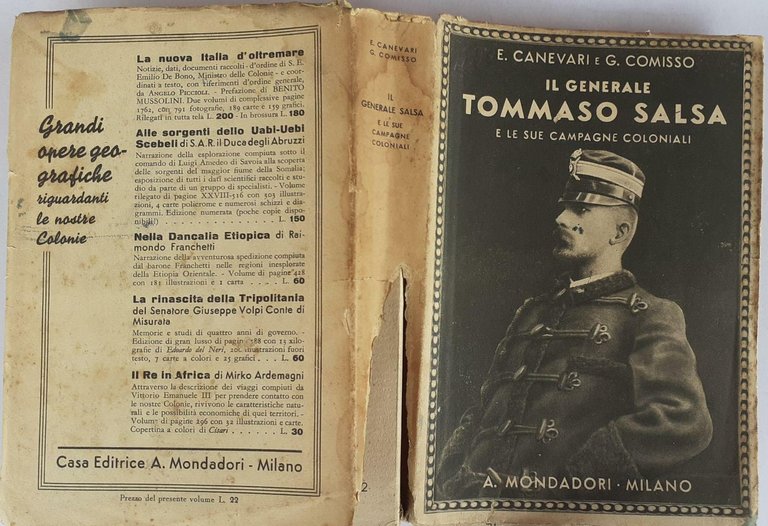 Grandi
opere geo-
grafiche
riguardanti
le nostre
Colonie
La nuova Italia d'oltremare
Notizie, dati, documenti raccolti - d'ordine di S. E.
Emilio De Bono, Ministro delle Colonie - e coor-
dinati a testo, con riferimenti d'ordine generale,
da ANGELO PICCIOLI. - Prefazione di BENITO
MUSSOLINI. Due volumi di complessive pagine
1762, con 791 fotografie, 189 carte e 159 grafici.
Rilegati in tutta tela L. 200 - In brossura L. 180
Alle sorgenti dello Uabi-Uebi
Scebeli di S.A.R. il Duca degli Abruzzi
Narrazione della esplorazione compiuta sotto il
comando di Luigi Amedeo di Savoia alla scoperta
delle sorgenti del maggior fiume della Somalia;
esposizione di tutti i dati scientifici raccolti e stu-
dio da parte di un gruppo di specialisti. - Volume
rilegato di pagine XXVIII-516 con 303 illustra-
zioni, 4 carte policrome e numerosi schizzi e dia-
grammi. Edizione numerata (poche copie dispo-
nibili) . . . L. 150
Nella Dancalia Etiopica di Rai-
mondo Franchetti
Narrazione della avventurosa spedizione compiuta
dal barone Franchetti nelle regioni inesplorate
della Etiopia Orientale. - Volume di pagine 428
con 181 illustrazioni e 1 carta . . . . L. 60
La rinascita della Tripolitania
del Senatore Giuseppe Volpi Conte di
Misurata
Memorie e studi di quattro anni di governo. -
Edizione di gran lusso di pagine 588 con 13 xilo-
grafie di Edoardo del Neri, illustrazioni fuori
testo, 7 carte a colori e 25 grafici . . . L. 60
Il Re in Africa di Mirko Ardemagni
Attraverso la descrizione dei viaggi compiuti da
Vittorio Emanuele III per prendere contatto con
le nostre Colonie, rivivono le caratteristiche natu-
rali e le possibilità economiche di quei territori. -
Volume di pagine 296 con 32 illustrazioni e carte.
Copertina a colori di Cisari . . . . L. 30
Casa Editrice A. Mondadori - Milano
Prezzo del presente volume L. 22
E. CANEVARI
G. COMISSO
IL
GENERALE SALSA
E LE SUE
CAMPAGNE
COLONIALI
2
E. CANEVARI E G. COMISSO
IL GENERALE
TOMMASO SALSA
E LE SUE CAMPAGNE COLONIALI
A. MONDADORI · MILANO